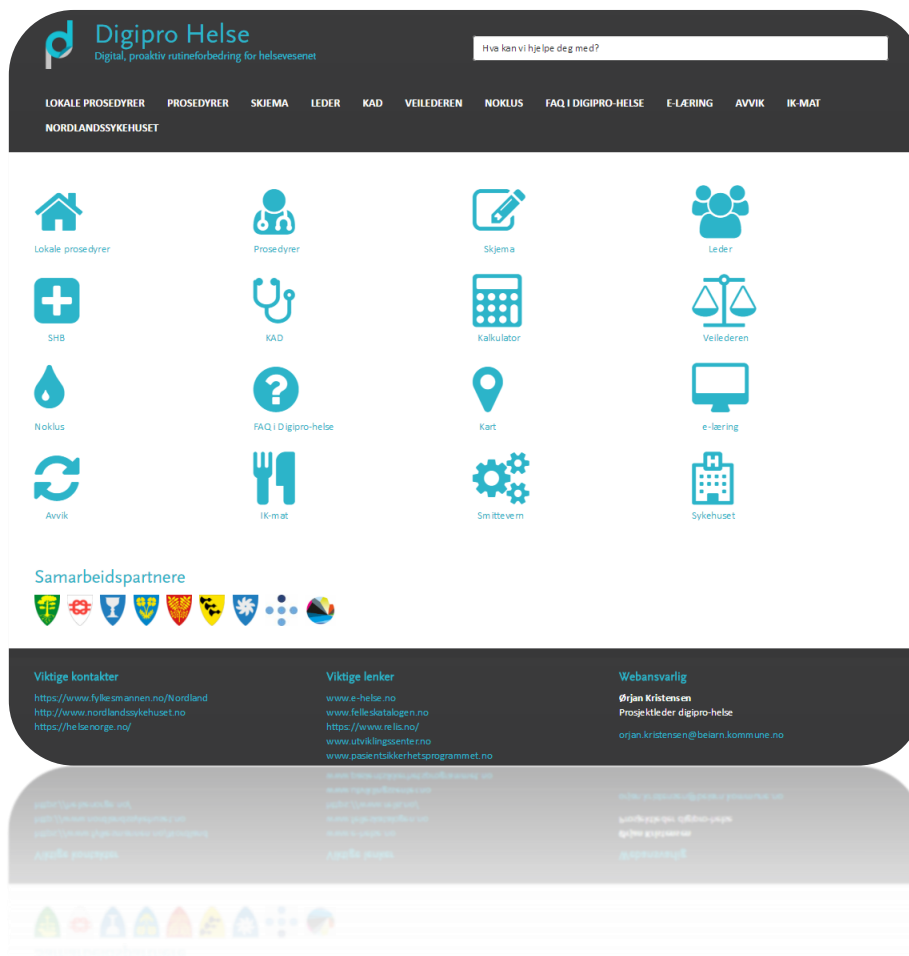 Digipro Helse
Digital, proaktiv rutineforbedring for helsevesenet
Hva kan vi hjelpe deg med?
LOKALE PROSEDYRER PROSEDYRER SKJEMA LEDER KAD VEILEDEREN NOKLUS FAQ I DIGIPRO-HELSE E-LÆRING AVVIK IK-MAT
NORDLANDSSYKEHUSET
Lokale prosedyrer Prosedyrer Skjema Leder
SHB KAD Kalkulator Veilederen
Noklus FAQ i Digipro-helse Kart e-læring
Avvik IK-mat Smittevern Sykehuset
Samarbeidspartnere
Viktige kontakter
https://www.fylkesmannen.no/Nordland
http://www.nordlandssykehuset.no
https://helsenorge.no/
Viktige lenker
www.e-helse.no
www.felleskatalogen.no
https://www.relis.no/
www.utviklingssenter.no
www.pasientsikkerhetsprogrammet.no
Webansvarlig
Ørjan Kristensen
Prosjektleder digipro-helse
orjan.kristensen@beiarn.kommune.no